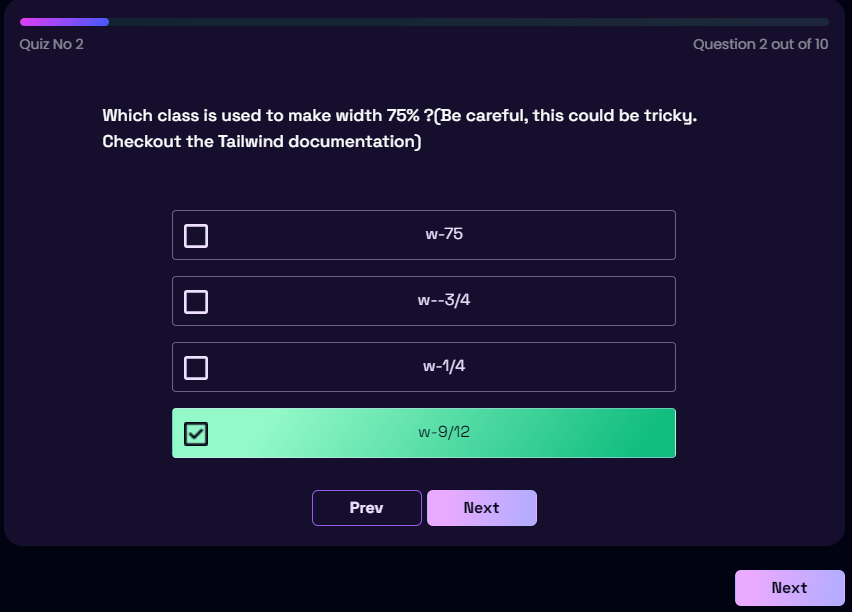 Quiz No 2
Question 2 out of 10
Which class is used to make width 75% ?(Be careful, this could be tricky.
Checkout the Tailwind documentation)
w-75
w--3/4
w-1/4
w-9/12
Prev
Next
Next